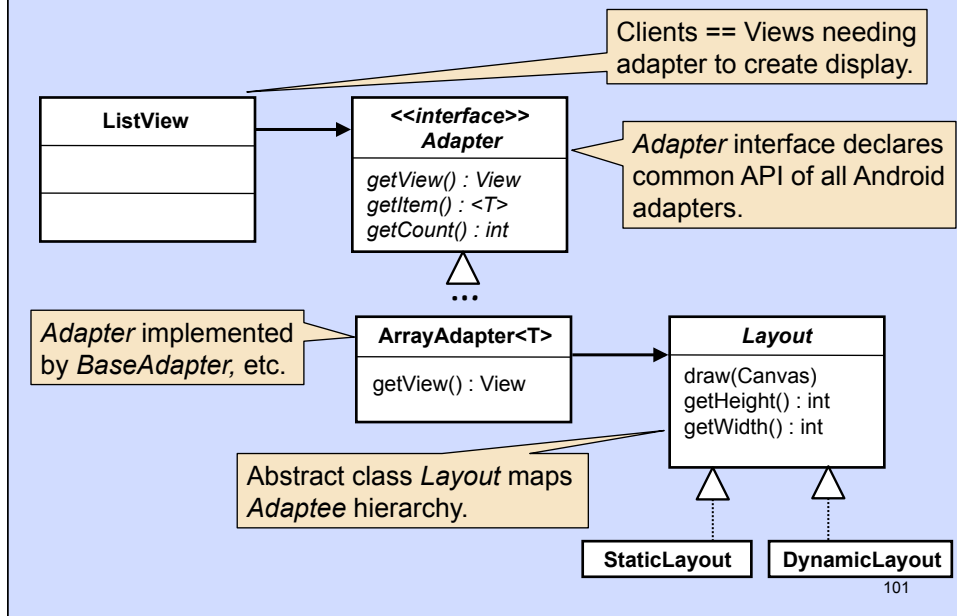 Clients == Views needing
adapter to create display.
ListView
<<interface>>
Adapter
getView() : View
getItem() : <T>
getCount() : int
Adapter interface declares
common API of all Android
adapters.
...
Adapter implemented
by BaseAdapter, etc.
ArrayAdapter<T>
getView() : View
Layout
draw(Canvas)
getHeight() : int
getWidth() : int
Abstract class Layout maps
Adaptee hierarchy.
StaticLayout
DynamicLayout
101